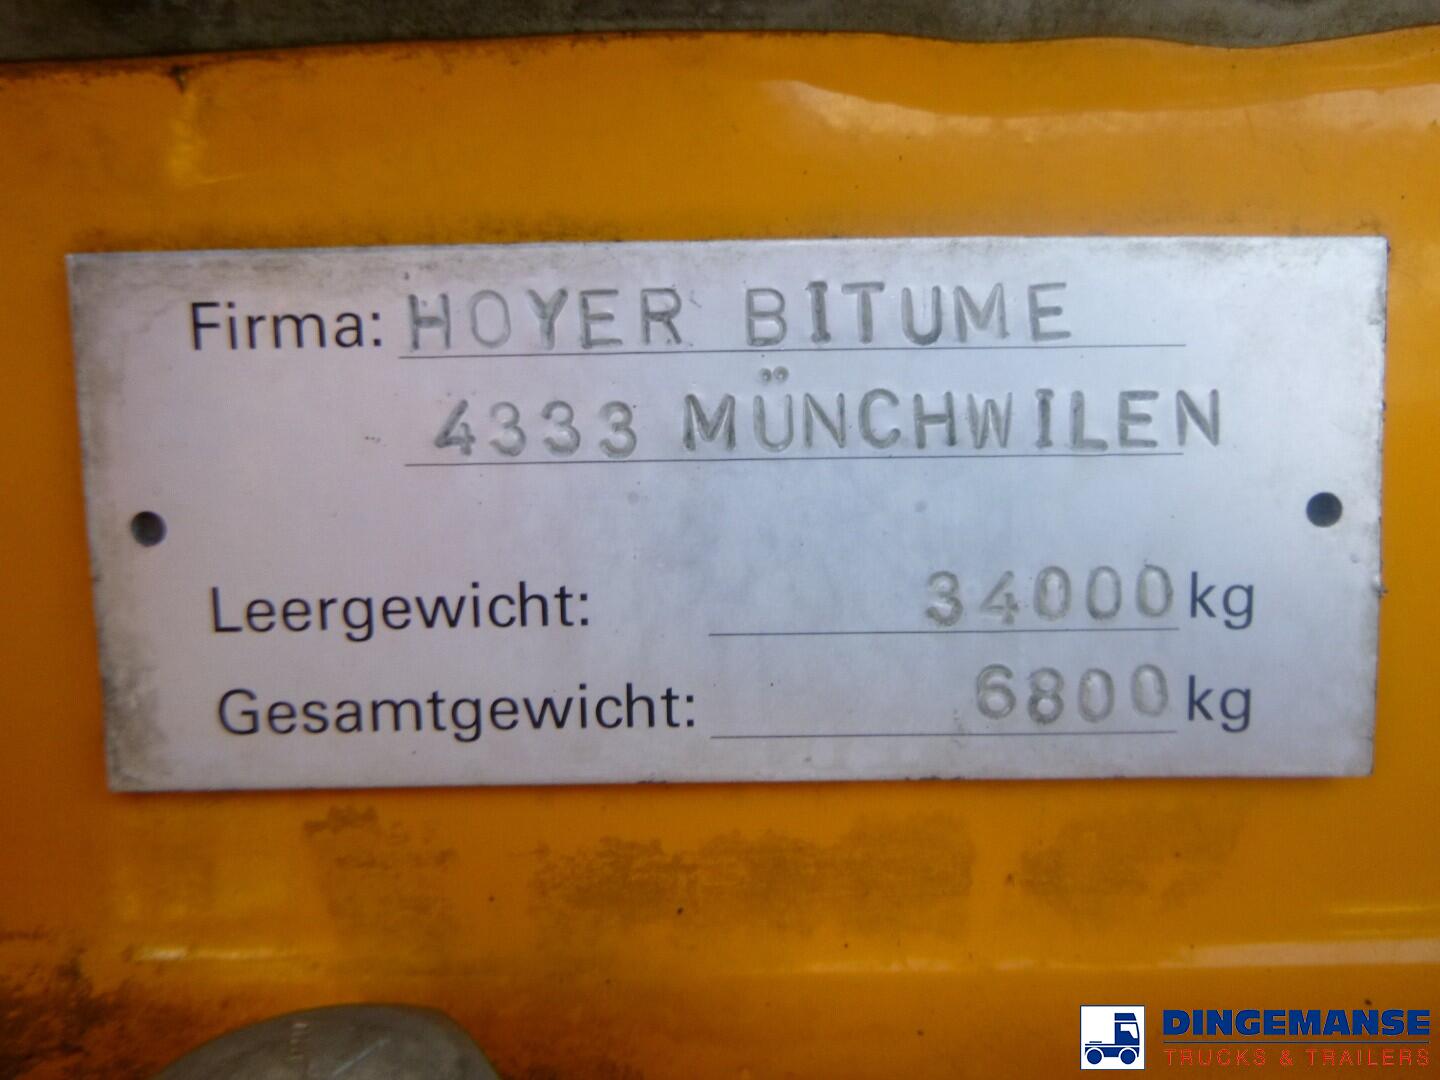 Firma: HOYER BITUME
4333 MÜNCHWILEN
Leergewicht: 34000 kg
Gesamtgewicht: 6800 kg
DINGEMANSE
TRUCKS & TRAILERS